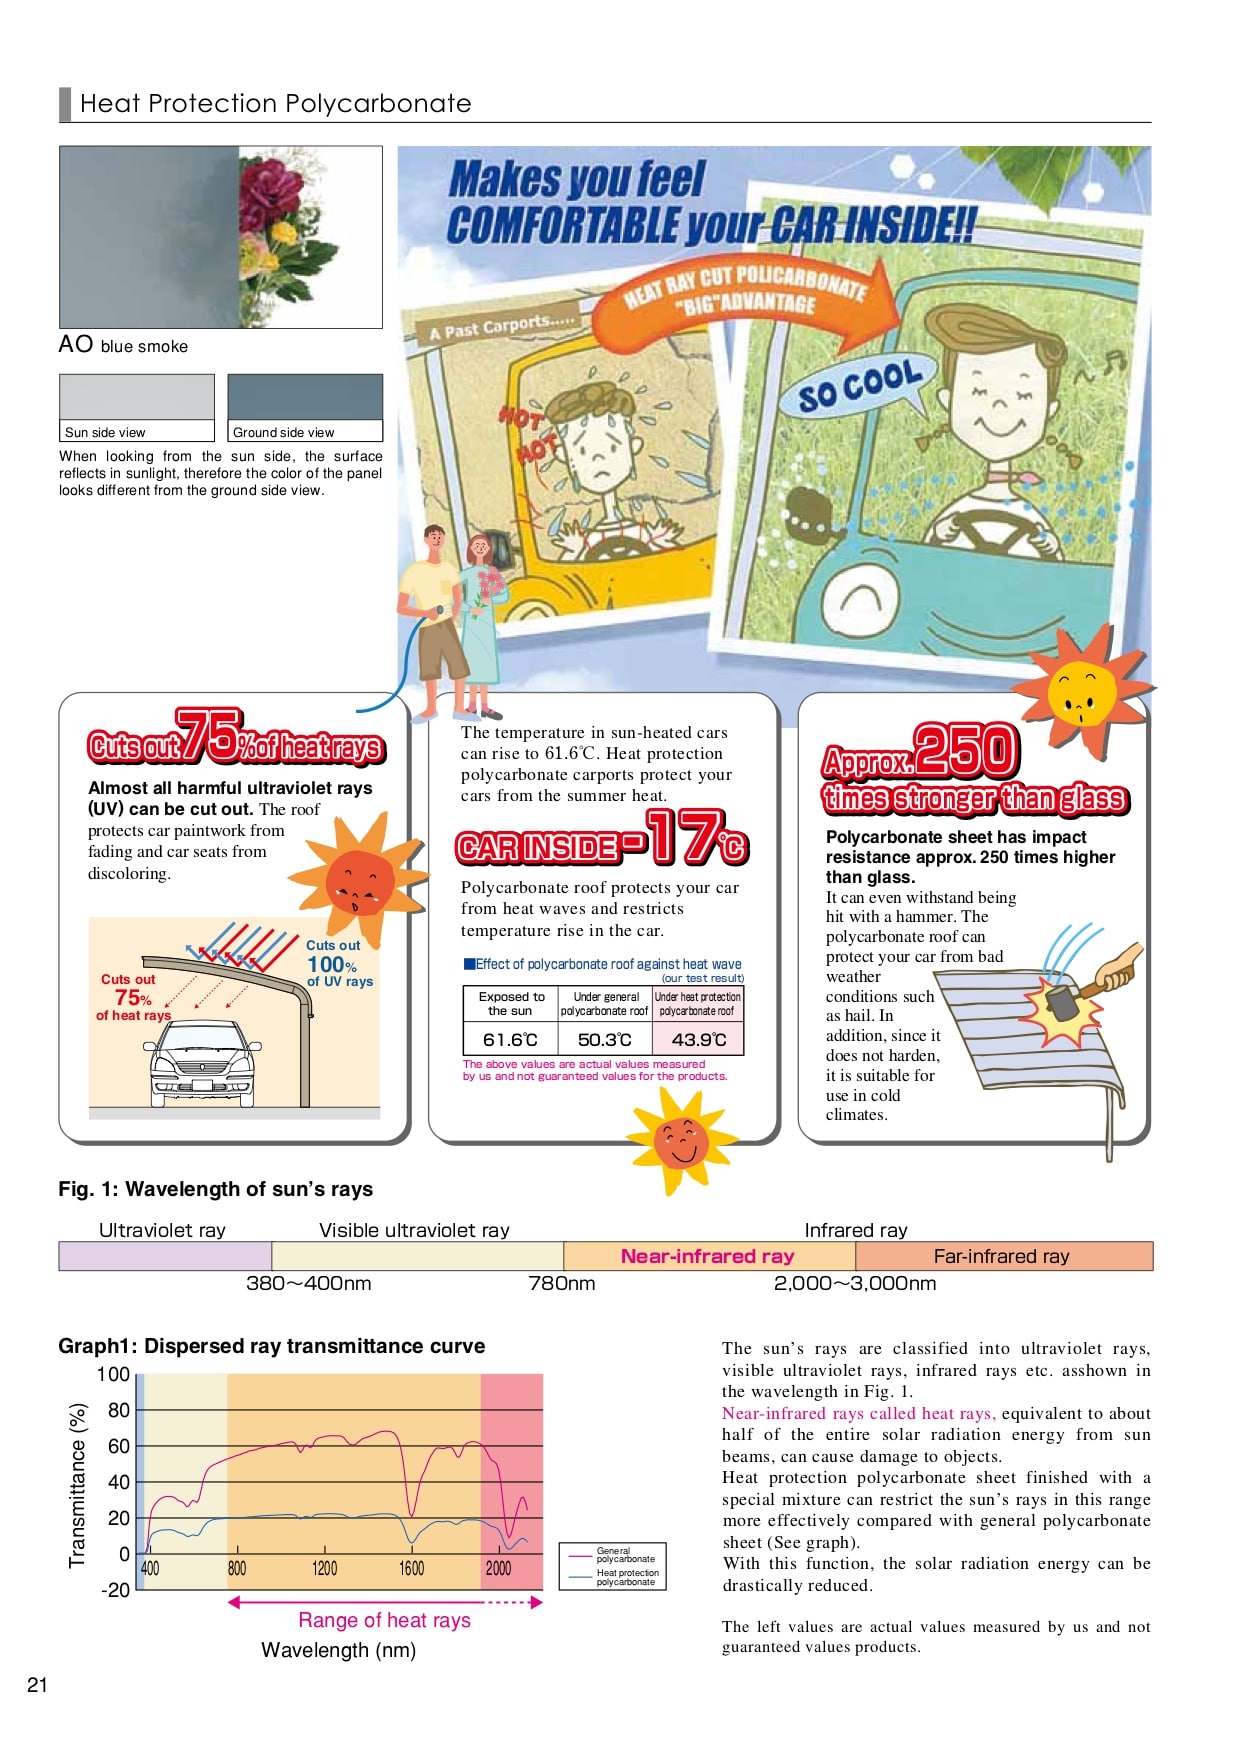 Heat Protection Polycarbonate
AO blue smoke
Sun side view
Ground side view
When looking from the sun side, the surface
reflects in sunlight, therefore the color of the panel
looks different from the ground side view.
Makes you feel
COMFORTABLE your CAR INSIDE!!
HEAT RAY CUT POLICARBONATE
"BIG"ADVANTAGE
A Past Carports.....
HOT
HOT
SO COOL
Cuts out 75% of heat rays
Almost all harmful ultraviolet rays
(UV) can be cut out. The roof
protects car paintwork from
fading and car seats from
discoloring.
Cuts out
100%
of UV rays
Cuts out
75%
of heat rays
The temperature in sun-heated cars
can rise to 61.6℃. Heat protection
polycarbonate carports protect your
cars from the summer heat.
CAR INSIDE -17℃
Polycarbonate roof protects your car
from heat waves and restricts
temperature rise in the car.
■Effect of polycarbonate roof against heat wave
(our test result)
Exposed to
the sun
Under general
polycarbonate roof
Under heat protection
polycarbonate roof
61.6℃ 50.3℃ 43.9℃
The above values are actual values measured
by us and not guaranteed values for the products.
Approx. 250
times stronger than glass
Polycarbonate sheet has impact
resistance approx. 250 times higher
than glass.
It can even withstand being
hit with a hammer. The
polycarbonate roof can
protect your car from bad
weather
conditions such
as hail. In
addition, since it
does not harden,
it is suitable for
use in cold
climates.
Fig. 1: Wavelength of sun's rays
Ultraviolet ray Visible ultraviolet ray Infrared ray
Near-infrared ray Far-infrared ray
380～400nm 780nm 2,000～3,000nm
Graph1: Dispersed ray transmittance curve
Transmittance (%)
100
80
60
40
20
0
-20
400 800 1200 1600 2000
General
polycarbonate
Heat protection
polycarbonate
Range of heat rays
Wavelength (nm)
The sun's rays are classified into ultraviolet rays,
visible ultraviolet rays, infrared rays etc. asshown in
the wavelength in Fig. 1.
Near-infrared rays called heat rays, equivalent to about
half of the entire solar radiation energy from sun
beams, can cause damage to objects.
Heat protection polycarbonate sheet finished with a
special mixture can restrict the sun's rays in this range
more effectively compared with general polycarbonate
sheet (See graph).
With this function, the solar radiation energy can be
drastically reduced.
The left values are actual values measured by us and not
guaranteed values products.
21